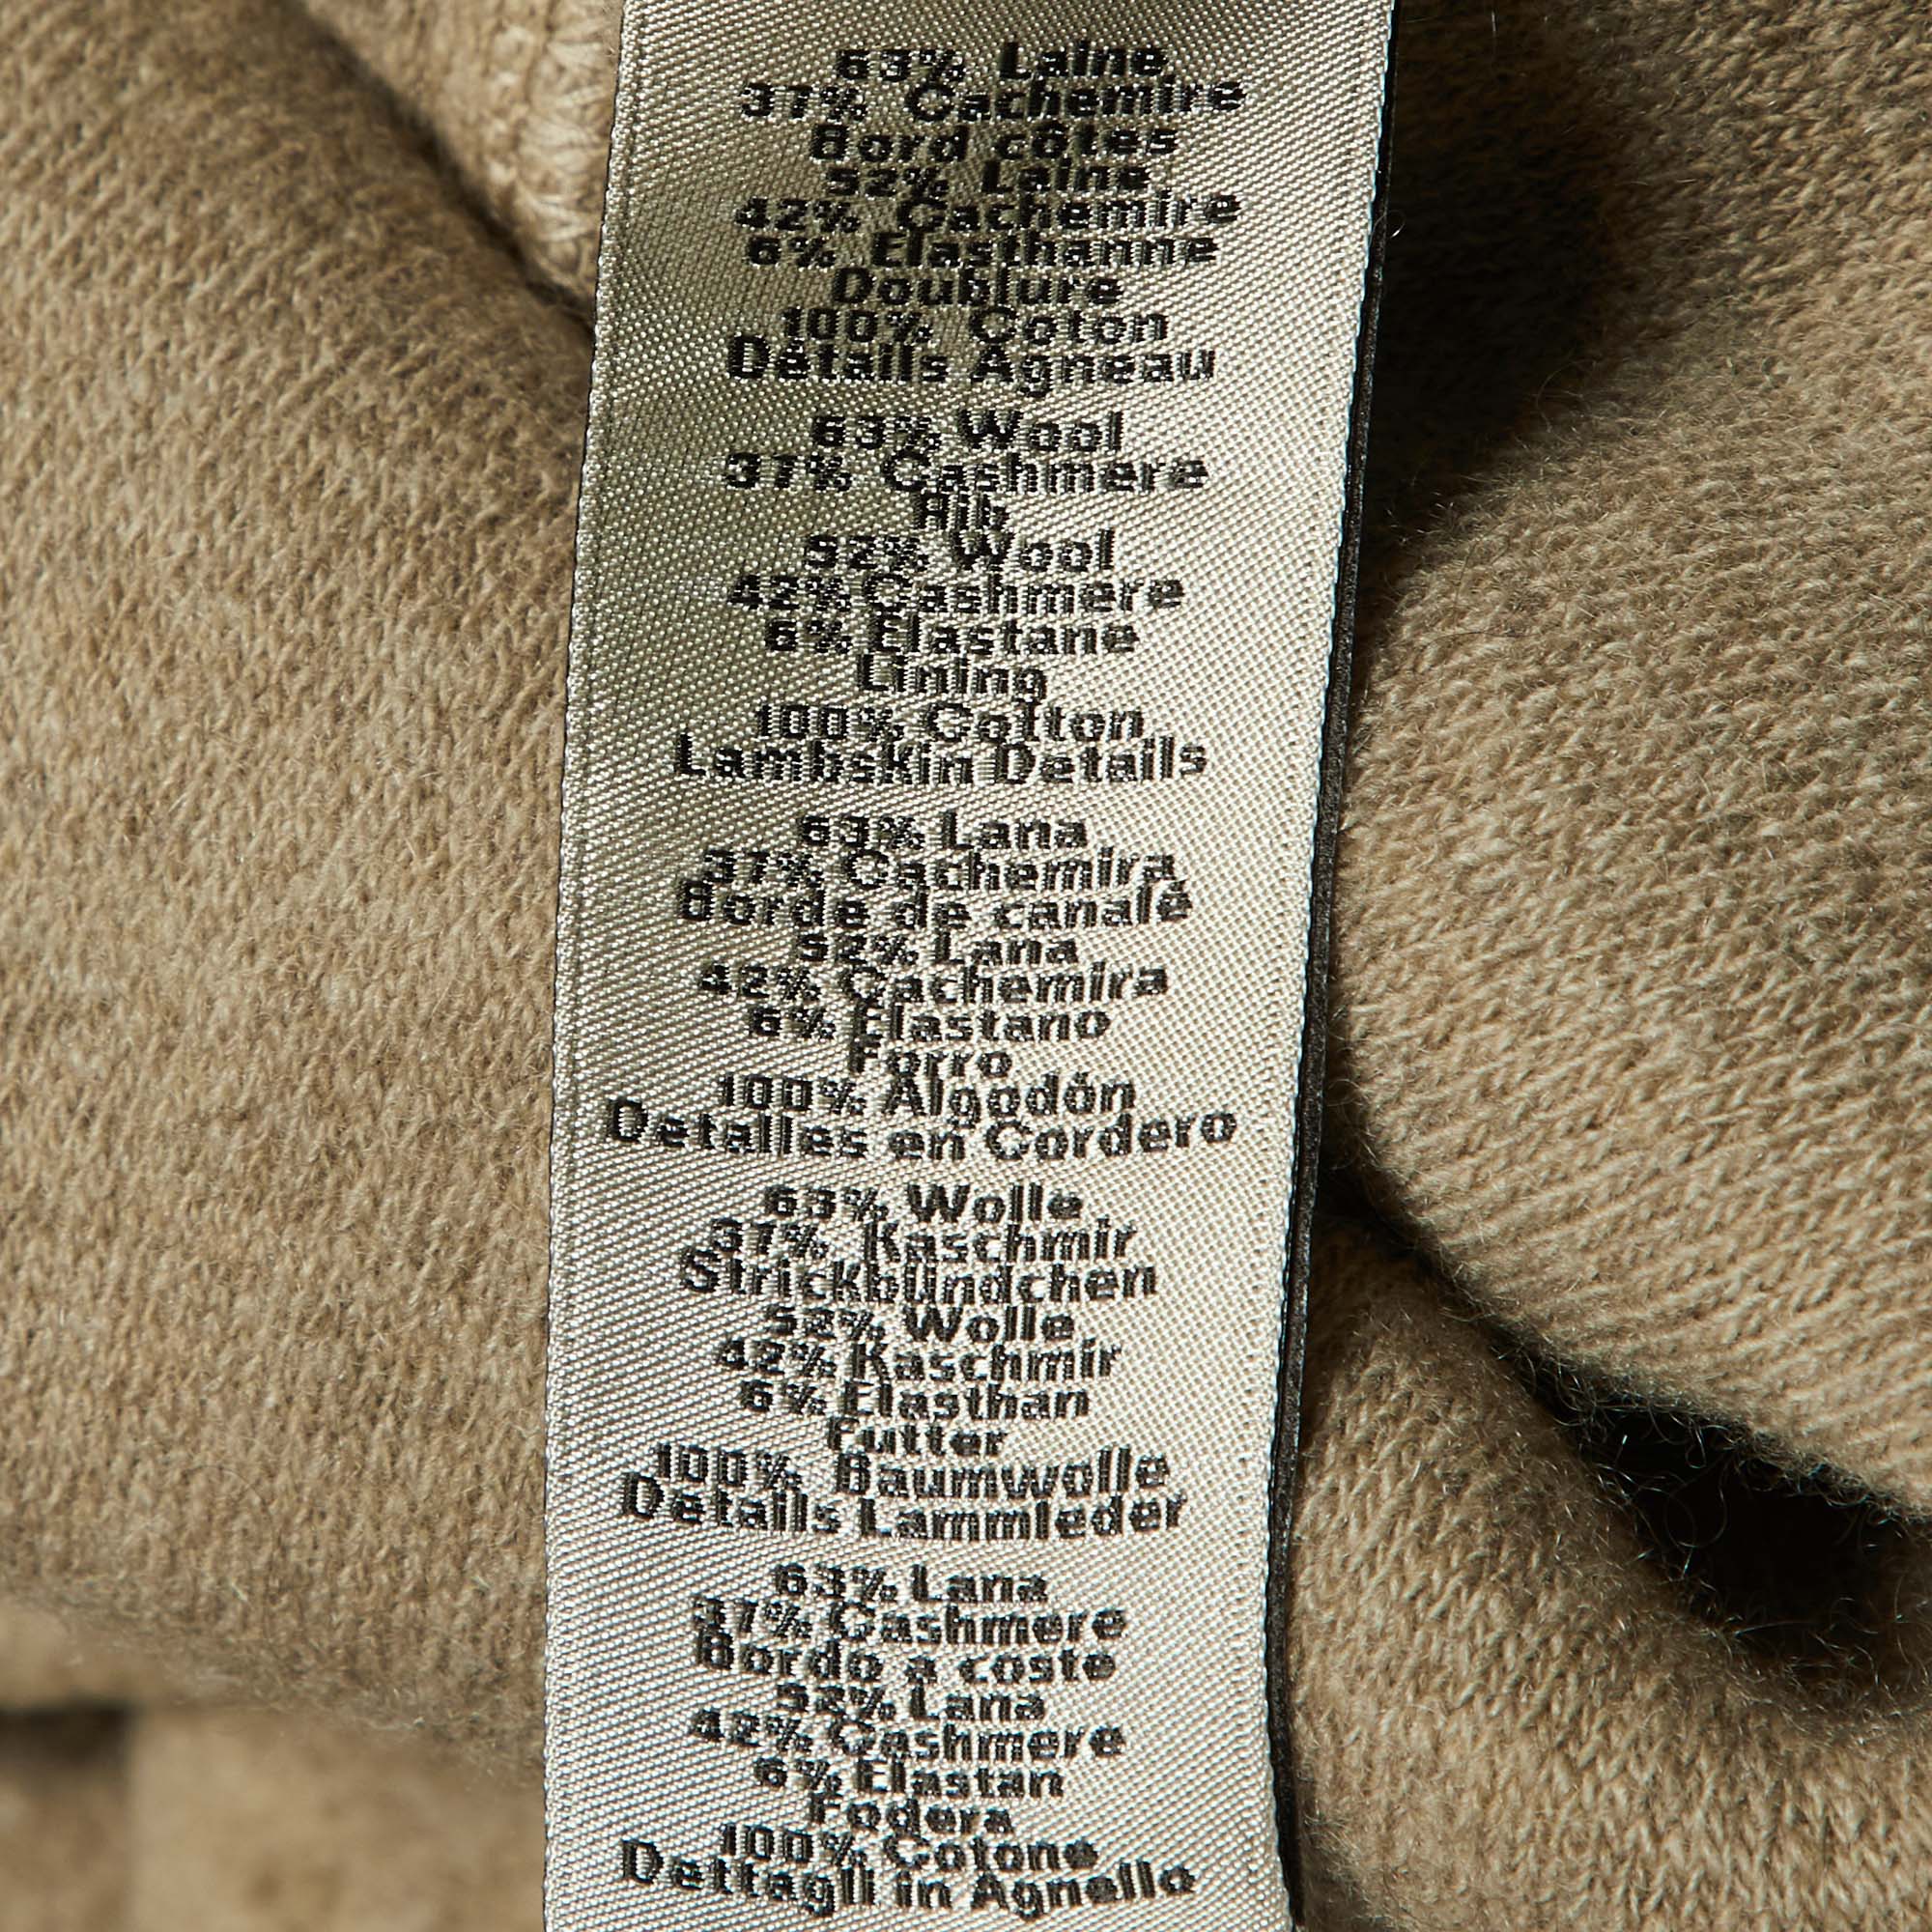 63% Laine
37% Cachemire
Bord côtes
52% Laine
42% Cachemire
6% Elasthanne
Doublure
100% Coton
Détails Agneau
63% Wool
37% Cashmere
Rib
52% Wool
42% Cashmere
6% Elastane
Lining
100% Cotton
Lambskin Details
63% Lana
37% Cachemira
Borde de canalé
52% Lana
42% Cachemira
6% Elastano
Forro
100% Algodón
Detalles en Cordero
63% Wolle
37% Kaschmir
Strickbündchen
52% Wolle
42% Kaschmir
6% Elasthan
Futter
100% Baumwolle
Details Lammleder
63% Lana
37% Cashmere
Bordo a coste
52% Lana
42% Cashmere
6% Elastan
Fodera
100% Cotone
Dettagli in Agnello